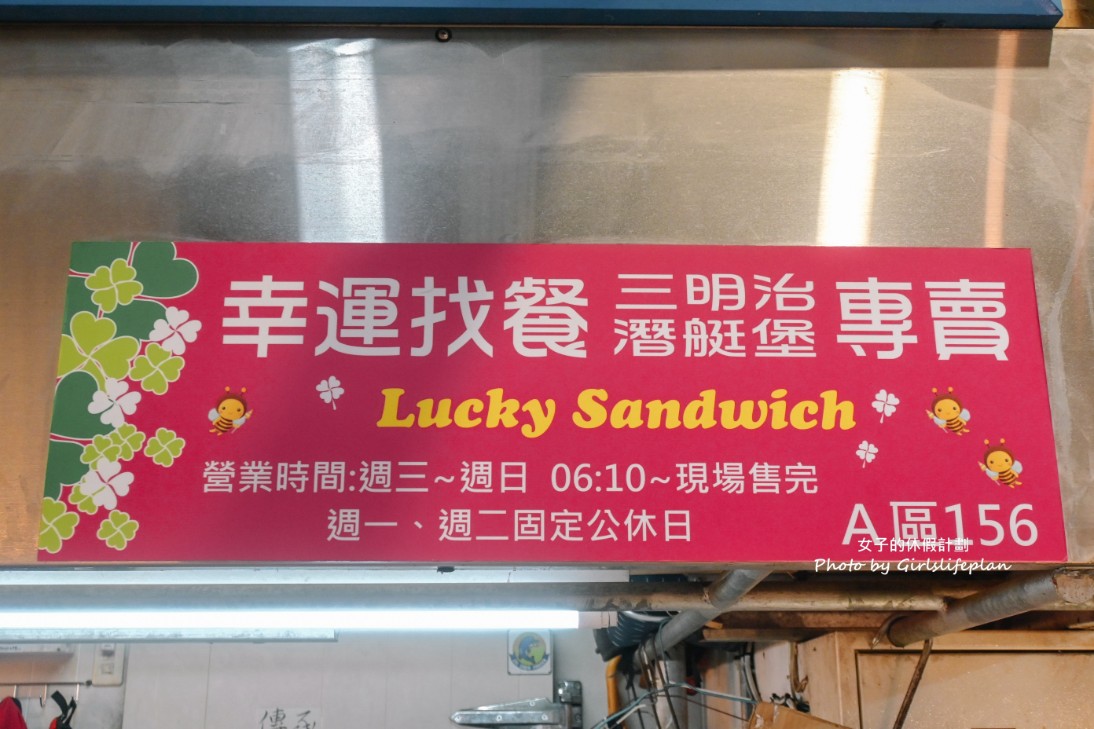 幸運找餐 三明治 潛艇堡 專賣
Lucky Sandwich
營業時間:週三~週日 06:10~現場售完
週一、週二固定公休日
A區156
女子的休假計劃
Photo by Girlslifeplan